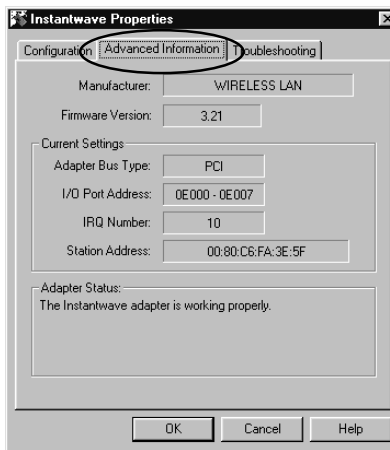 Instantwave Properties
Configuration Advanced Information Troubleshooting
Manufacturer: WIRELESS LAN
Firmware Version: 3.21
Current Settings
Adapter Bus Type: PCI
I/O Port Address: 0E000 - 0E007
IRQ Number: 10
Station Address: 00:80:C6:FA:3E:5F
Adapter Status:
The Instantwave adapter is working properly.
OK Cancel Help